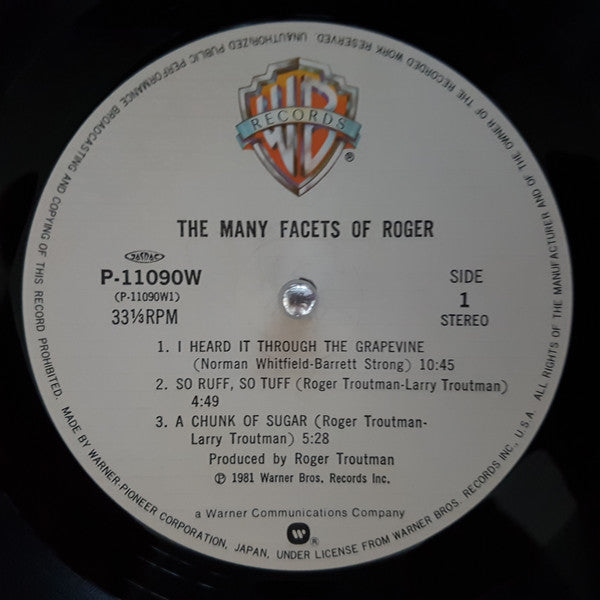 UNAUTHORIZED PUBLIC PERFORMANCE BROADCASTING AND COPYING OF THIS RECORD PROHIBITED. MADE BY WARNER-PIONEER CORPORATION, JAPAN, UNDER LICENSE FROM WARNER BROS. RECORDS INC., U.S.A. ALL RIGHTS OF THE MANUFACTURER AND OF THE OWNER OF THE RECORDED WORK RESERVED.
WB
RECORDS
®
THE MANY FACETS OF ROGER
JASRAC
P-11090W
(P-11090W1)
33⅓RPM
SIDE
1
STEREO
1. I HEARD IT THROUGH THE GRAPEVINE
(Norman Whitfield-Barrett Strong) 10:45
2. SO RUFF, SO TUFF (Roger Troutman-Larry Troutman)
4:49
3. A CHUNK OF SUGAR (Roger Troutman-
Larry Troutman) 5:28
Produced by Roger Troutman
℗ 1981 Warner Bros. Records Inc.
a Warner Communications Company
®